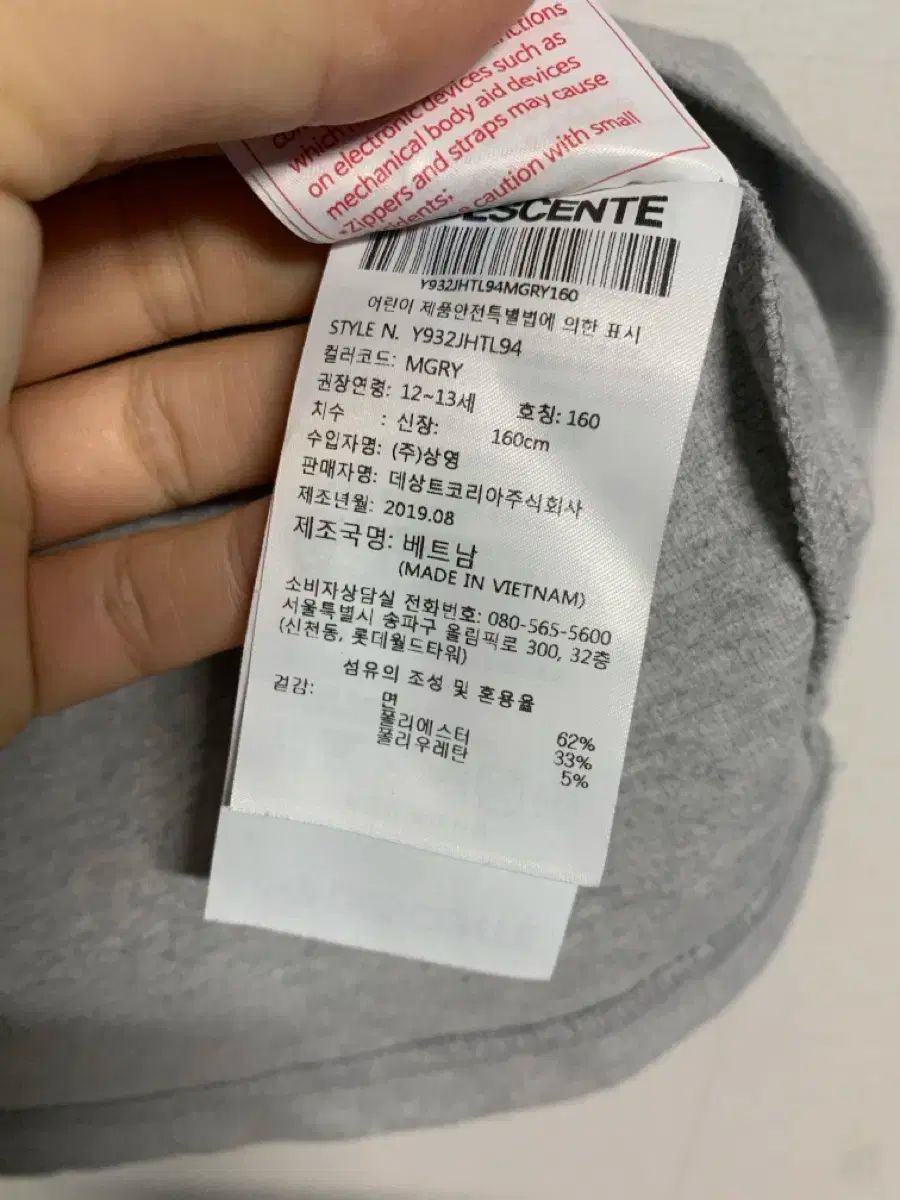 which
on electronic devices such as
mechanical body aid devices
*Zippers and straps may cause
caution with small
Y932JHTL94MGRY160
어린이 제품안전특별법에 의한 표시
STYLE N. Y932JHTL94
컬러코드: MGRY
권장연령: 12~13세 호칭: 160
치수 : 신장: 160cm
수입자명: (주)상영
판매자명: 데상트코리아주식회사
제조년월: 2019.08
제조국명: 베트남
(MADE IN VIETNAM)
소비자상담실 전화번호: 080-565-5600
서울특별시 송파구 올림픽로 300, 32층
(신천동, 롯데월드타워)
섬유의 조성 및 혼용율
겉감: 면 62%
폴리에스터 33%
폴리우레탄 5%